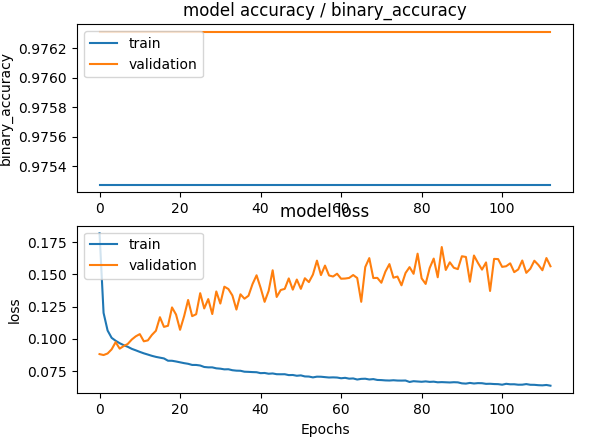 model accuracy / binary_accuracy
binary_accuracy
0.9762
0.9760
0.9758
0.9756
0.9754
train
validation
0 20 40 60 80 100
model loss
loss
0.175
0.150
0.125
0.100
0.075
train
validation
0 20 40 60 80 100
Epochs